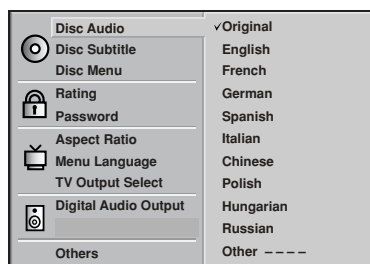 Disc Audio
Disc Subtitle
Disc Menu
Rating
Password
Aspect Ratio
Menu Language
TV Output Select
Digital Audio Output
Others
✓Original
English
French
German
Spanish
Italian
Chinese
Polish
Hungarian
Russian
Other – – – –